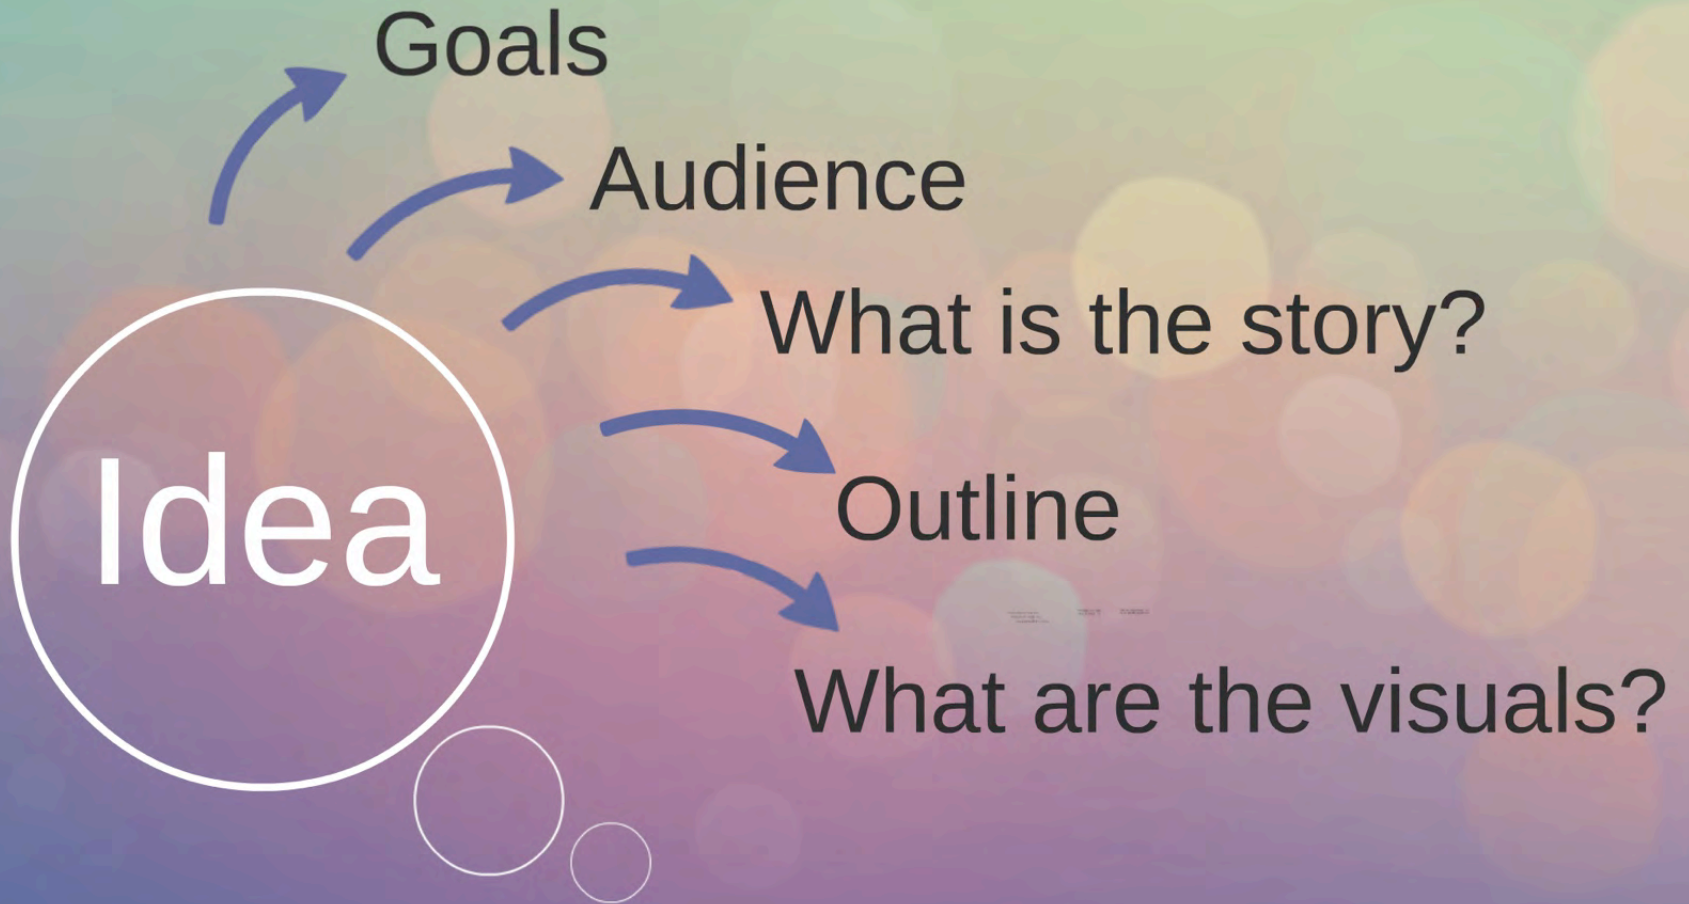 Goals
Audience
What is the story?
Idea
Outline
What are the visuals?